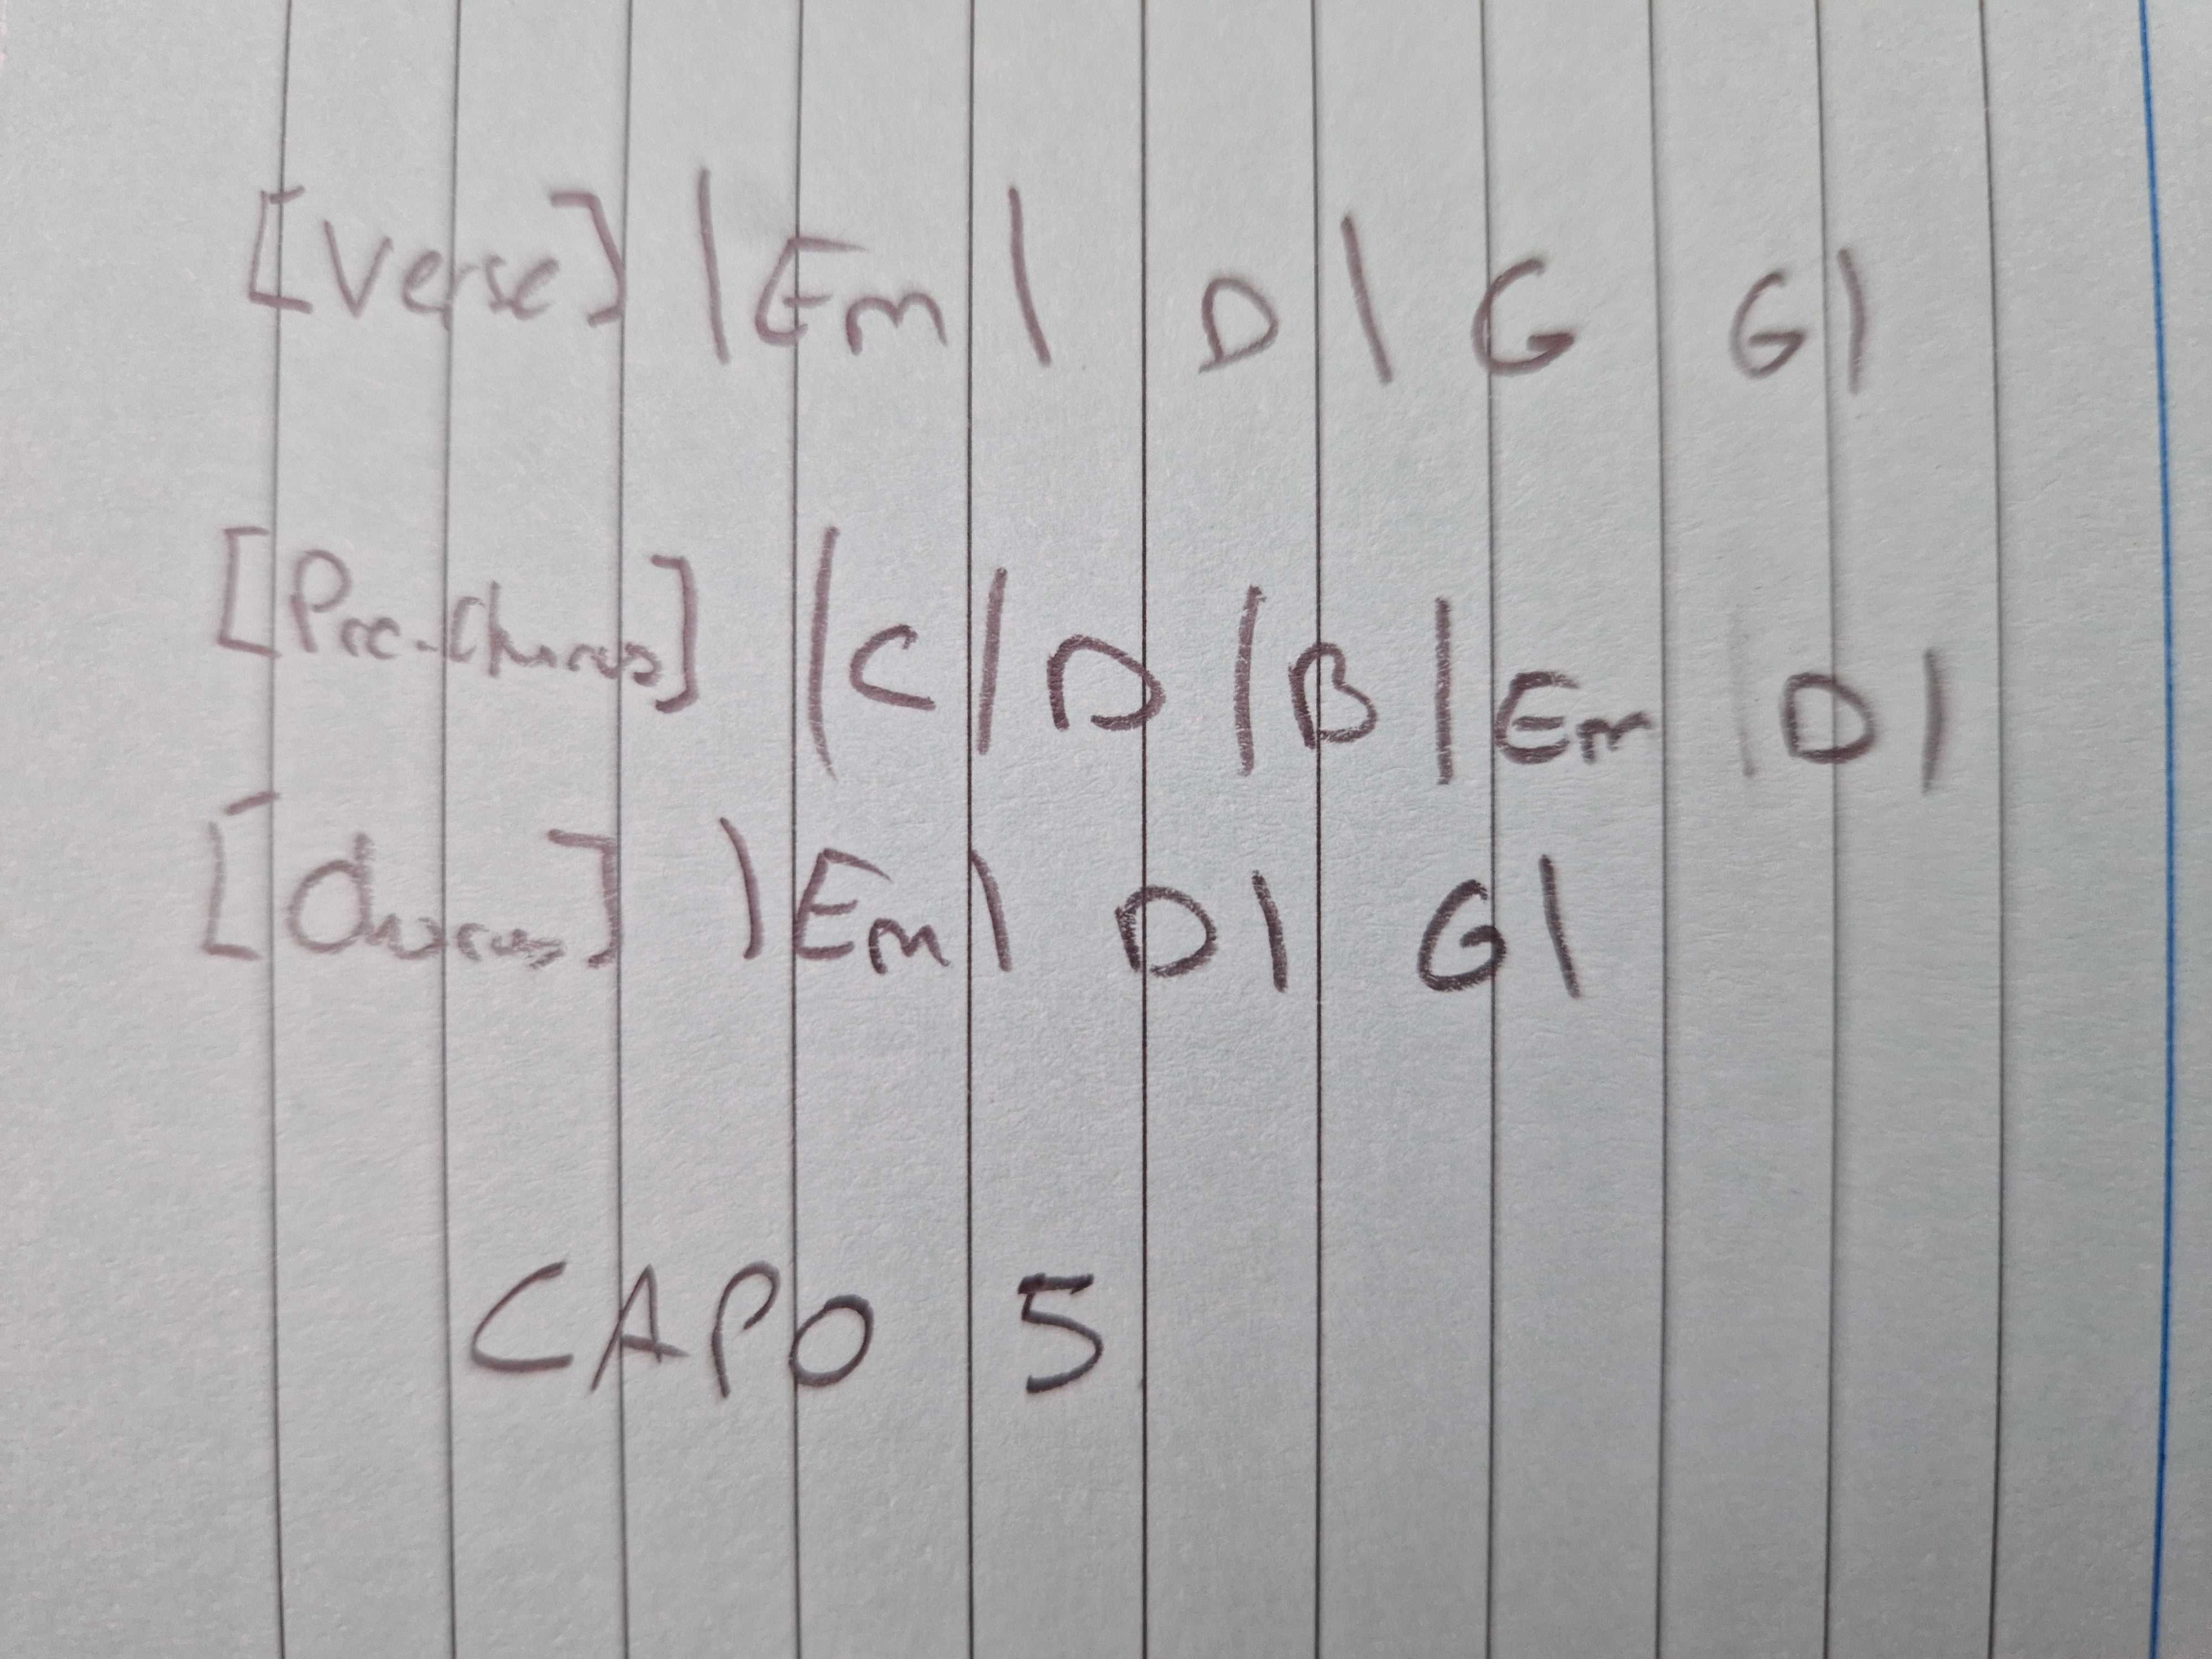 [Verse] | Em | D | G G |
[Pre-Chorus] | C | D | B | Em | D |
[Chorus] | Em | D | G |
CAPO 5